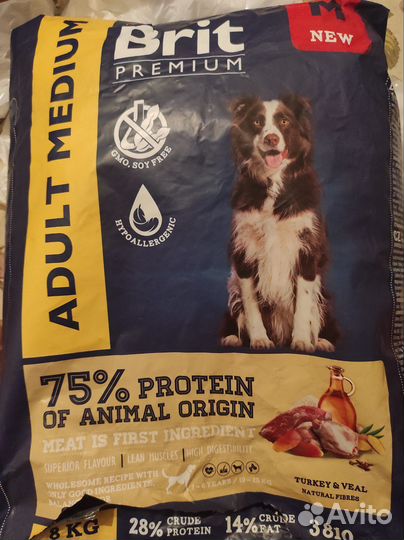 ADULT MEDIUM
Brit
PREMIUM
M
NEW
GMO, SOY FREE
HYPOALLERGENIC
75% PROTEIN
OF ANIMAL ORIGIN
MEAT IS FIRST INGREDIENT
SUPERIOR FLAVOUR | LEAN MUSCLES | HIGH DIGESTIBILITY
WHOLESOME RECIPE WITH
ONLY GOOD INGREDIENTS
TURKEY & VEAL
NATURAL FIBRES
8 KG
28% CRUDE PROTEIN
14% CRUDE FAT
3810
Avito